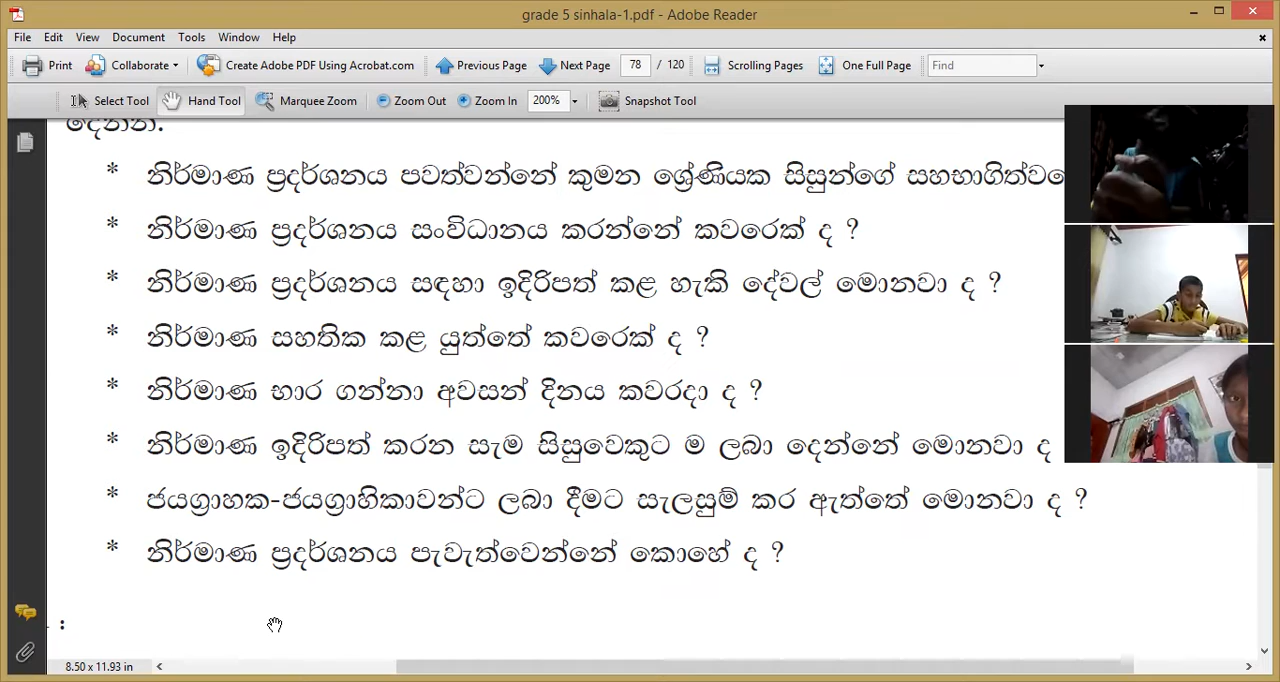 grade 5 sinhala-1.pdf - Adobe Reader
File Edit View Document Tools Window Help
Print Collaborate Create Adobe PDF Using Acrobat.com Previous Page Next Page 78 / 120 Scrolling Pages One Full Page Find
Select Tool Hand Tool Marquee Zoom Zoom Out Zoom In 200% Snapshot Tool
දෙන්න.
* නිර්මාණ ප්‍රදර්ශනය පවත්වන්නේ කුමන ශ්‍රේණියක සිසුන්ගේ
* නිර්මාණ ප්‍රදර්ශනය සංවිධානය කරන්නේ කවරෙක් ද ?
* නිර්මාණ ප්‍රදර්ශනය සඳහා ඉදිරිපත් කළ හැකි දේවල් මොනවා ද ?
* නිර්මාණ සහතික කළ යුත්තේ කවරෙක් ද ?
* නිර්මාණ භාර ගන්නා අවසන් දිනය කවරදා ද ?
* නිර්මාණ ඉදිරිපත් කරන සැම සිසුවෙකුට ම ලබා දෙන්නේ මොනවා ද
* ජයග්‍රාහක-ජයග්‍රාහිකාවන්ට ලබා දීමට සැලසුම් කර ඇත්තේ මොනවා ද ?
* නිර්මාණ ප්‍රදර්ශනය පැවැත්වෙන්නේ කොහේ ද ?
:
8.50 x 11.93 in